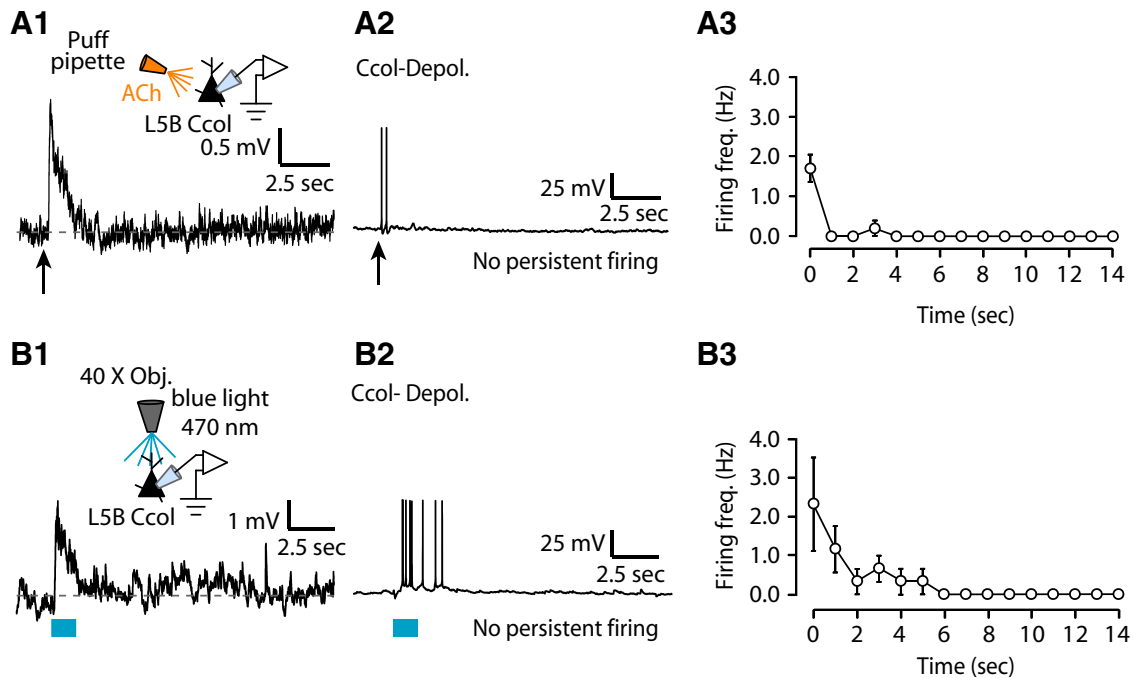 A1
Puff
pipette
ACh
L5B Ccol
0.5 mV
2.5 sec
A2
Ccol-Depol.
25 mV
2.5 sec
No persistent firing
A3
Firing freq. (Hz)
4.0
3.0
2.0
1.0
0.0
0 2 4 6 8 10 12 14
Time (sec)
B1
40 X Obj.
blue light
470 nm
L5B Ccol
1 mV
2.5 sec
B2
Ccol- Depol.
25 mV
2.5 sec
No persistent firing
B3
Firing freq. (Hz)
4.0
3.0
2.0
1.0
0.0
0 2 4 6 8 10 12 14
Time (sec)